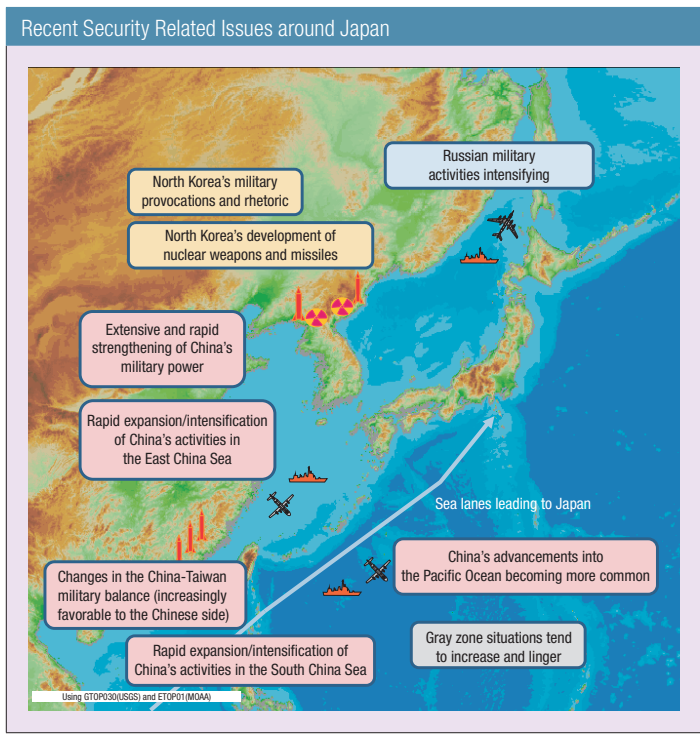 Recent Security Related Issues around Japan
Russian military
activities intensifying
North Korea's military
provocations and rhetoric
North Korea's development of
nuclear weapons and missiles
Extensive and rapid
strengthening of China's
military power
Rapid expansion/intensification
of China's activities in
the East China Sea
Sea lanes leading to Japan
China's advancements into
the Pacific Ocean becoming more common
Changes in the China-Taiwan
military balance (increasingly
favorable to the Chinese side)
Gray zone situations tend
to increase and linger
Rapid expansion/intensification of
China's activities in the South China Sea
Using GTOP030(USGS) and ETOP01(MOAA)